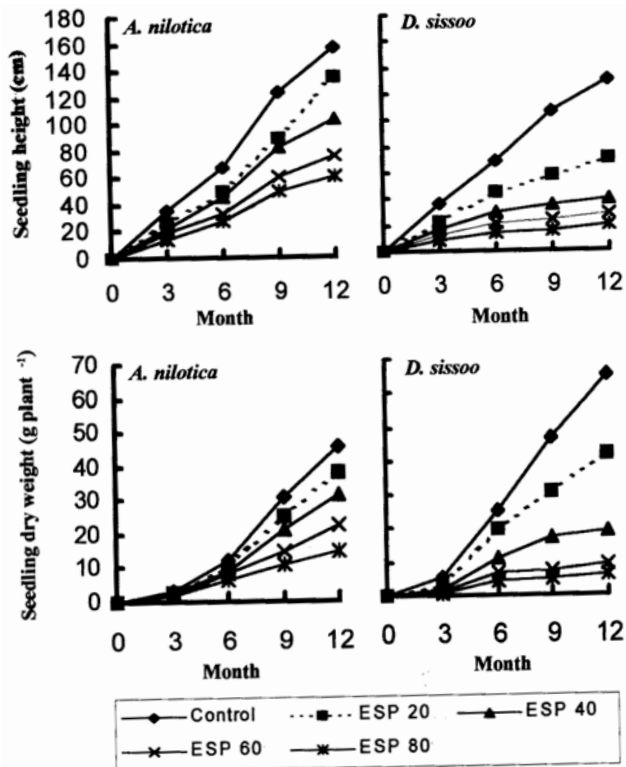 A. nilotica
D. sissoo
Seedling height (cm)
180
160
140
120
100
80
60
40
20
0
0 3 6 9 12
Month
0 3 6 9 12
Month
A. nilotica
D. sissoo
Seedling dry weight (g plant -1)
70
60
50
40
30
20
10
0
0 3 6 9 12
Month
0 3 6 9 12
Month
Control ESP 20 ESP 40
ESP 60 ESP 80